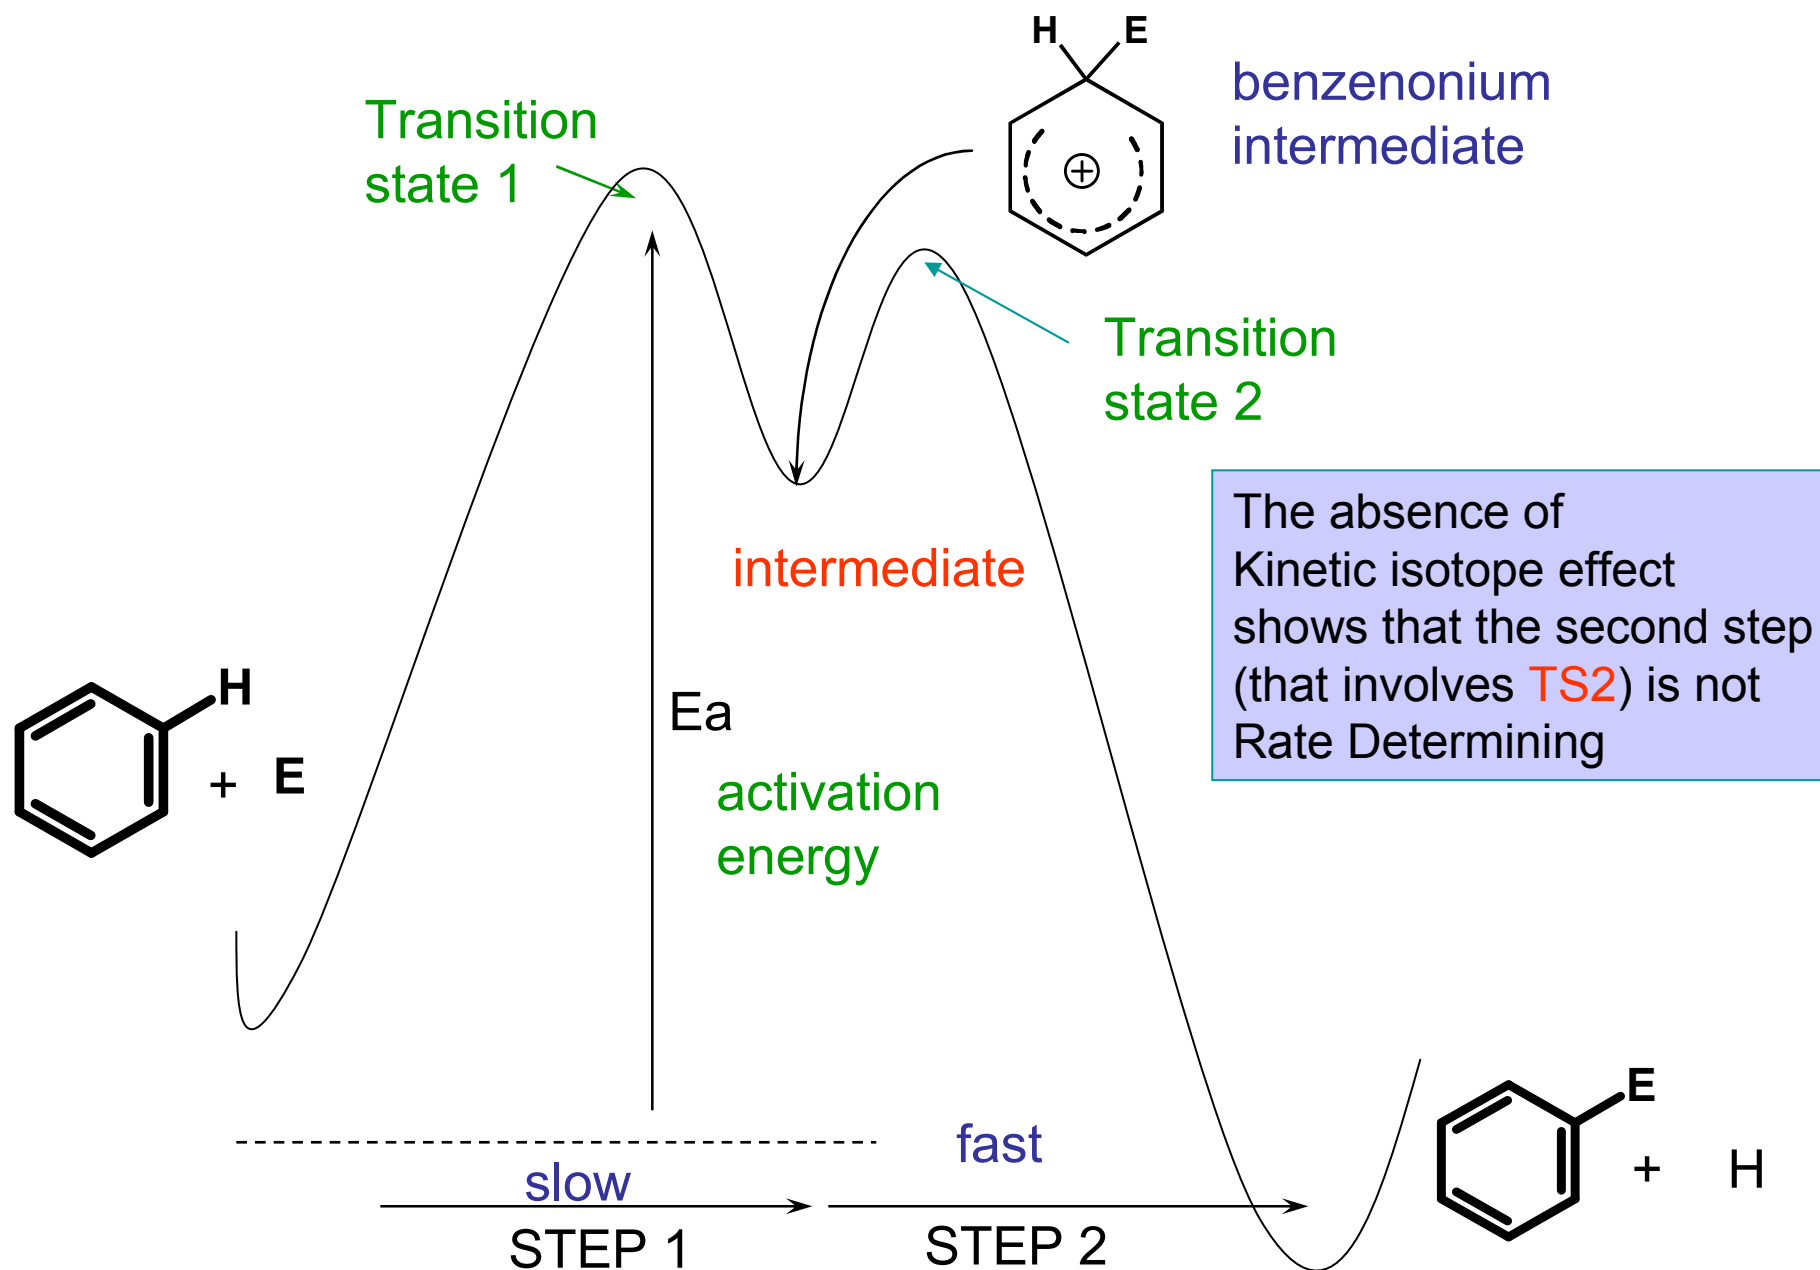 H E
benzenonium
intermediate
+
Transition
state 1
Transition
state 2
The absence of
Kinetic isotope effect
shows that the second step
(that involves TS2) is not
Rate Determining
intermediate
H
+ E
Ea
activation
energy
E
+ H
slow
fast
STEP 1
STEP 2